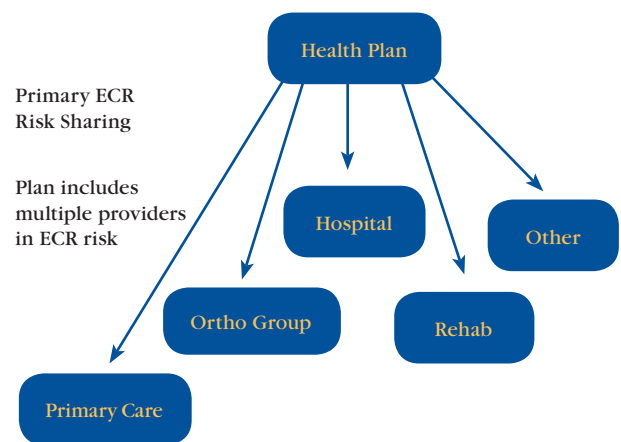 Health Plan
Primary ECR
Risk Sharing
Plan includes
multiple providers
in ECR risk
Hospital
Other
Ortho Group
Rehab
Primary Care